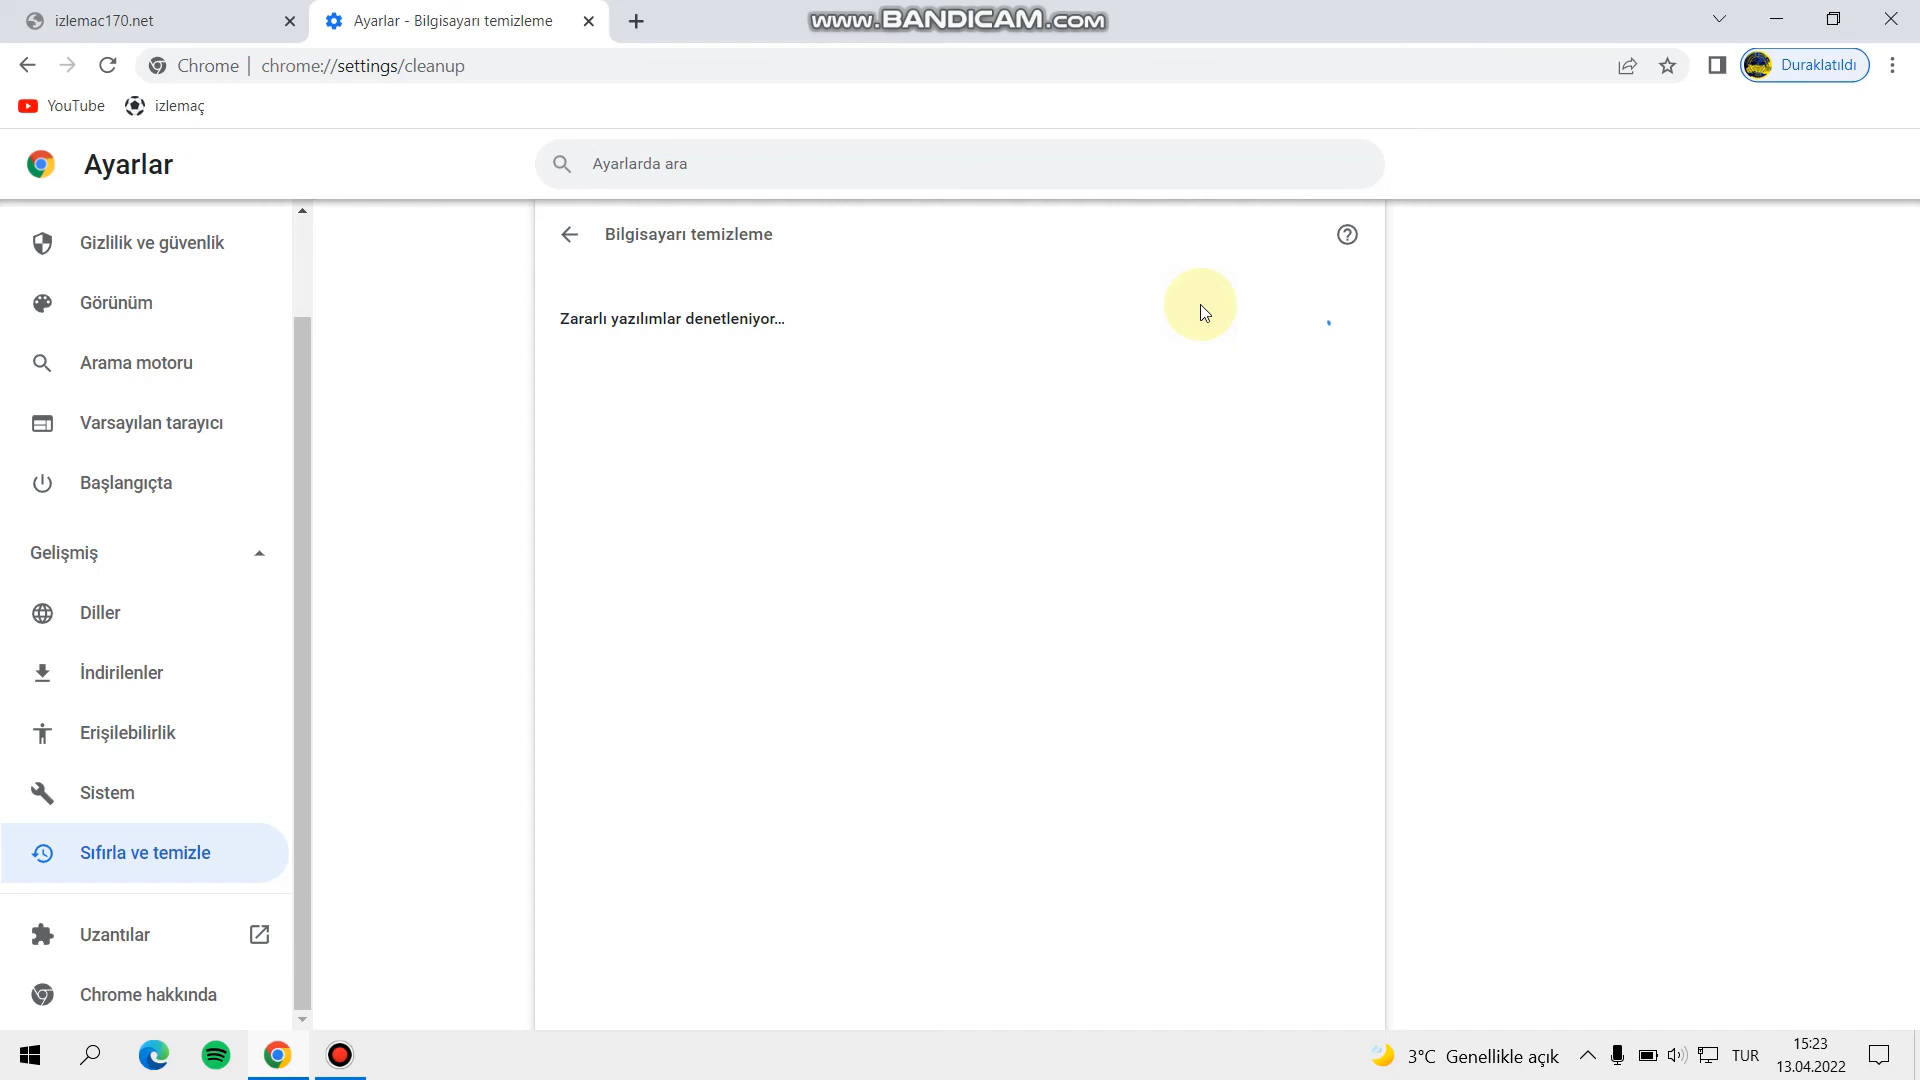 izlemac170.net
Ayarlar - Bilgisayarı temizleme
www.BANDICAM.com
Chrome
chrome://settings/cleanup
Duraklatıldı
YouTube
izlemaç
Ayarlar
Ayarlarda ara
Gizlilik ve güvenlik
Görünüm
Arama motoru
Varsayılan tarayıcı
Başlangıçta
Gelişmiş
Diller
İndirilenler
Erişilebilirlik
Sistem
Sıfırla ve temizle
Uzantılar
Chrome hakkında
Bilgisayarı temizleme
Zararlı yazılımlar denetleniyor...
3°C Genellikle açık
TUR
15:23
13.04.2022